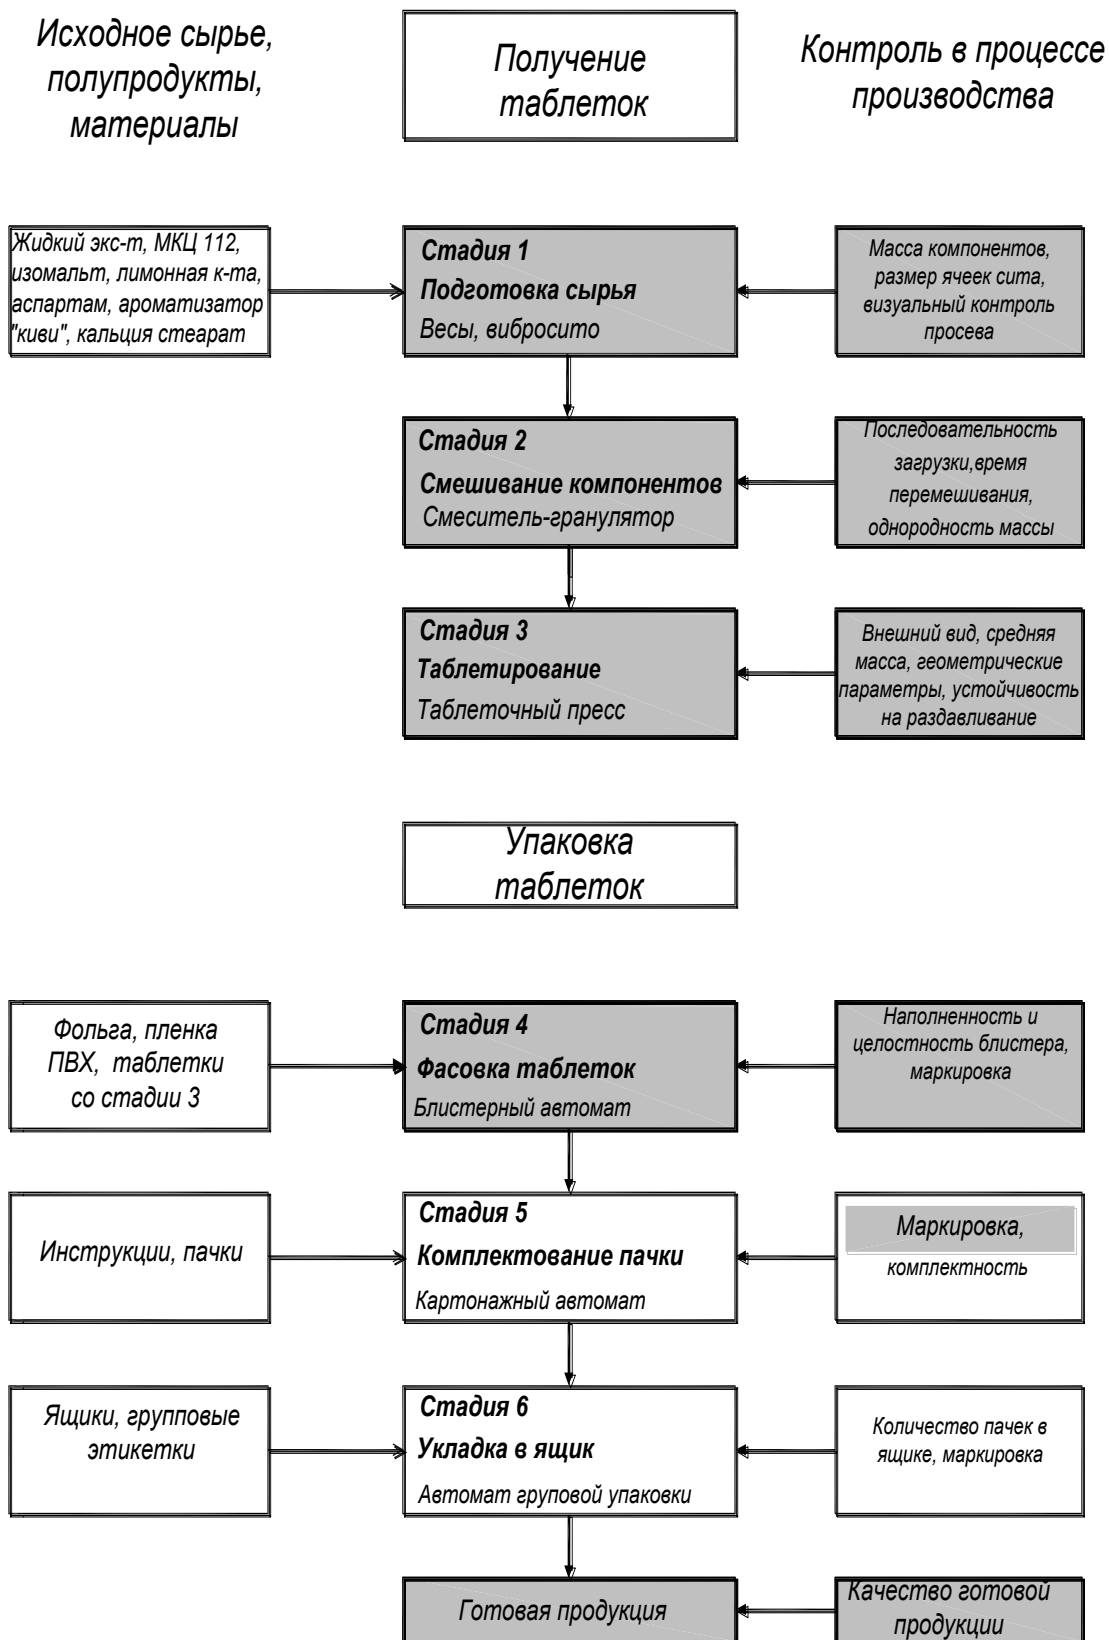 Исходное сырье,
полупродукты,
материалы
Получение
таблеток
Контроль в процессе
производства
Жидкий экс-т, МКЦ 112,
изомальт, лимонная к-та,
аспартам, ароматизатор
"киви", кальция стеарат
Стадия 1
Подготовка сырья
Весы, вибросито
Масса компонентов,
размер ячеек сита,
визуальный контроль
просева
Стадия 2
Смешивание компонентов
Смеситель-гранулятор
Последовательность
загрузки,время
перемешивания,
однородность массы
Стадия 3
Таблетирование
Таблеточный пресс
Внешний вид, средняя
масса, геометрические
параметры, устойчивость
на раздавливание
Упаковка
таблеток
Фольга, пленка
ПВХ, таблетки
со стадии 3
Стадия 4
Фасовка таблеток
Блистерный автомат
Наполненность и
целостность блистера,
маркировка
Инструкции, пачки
Стадия 5
Комплектование пачки
Картонажный автомат
Маркировка,
комплектность
Ящики, групповые
этикетки
Стадия 6
Укладка в ящик
Автомат груповой упаковки
Количество пачек в
ящике, маркировка
Готовая продукция
Качество готовой
продукции